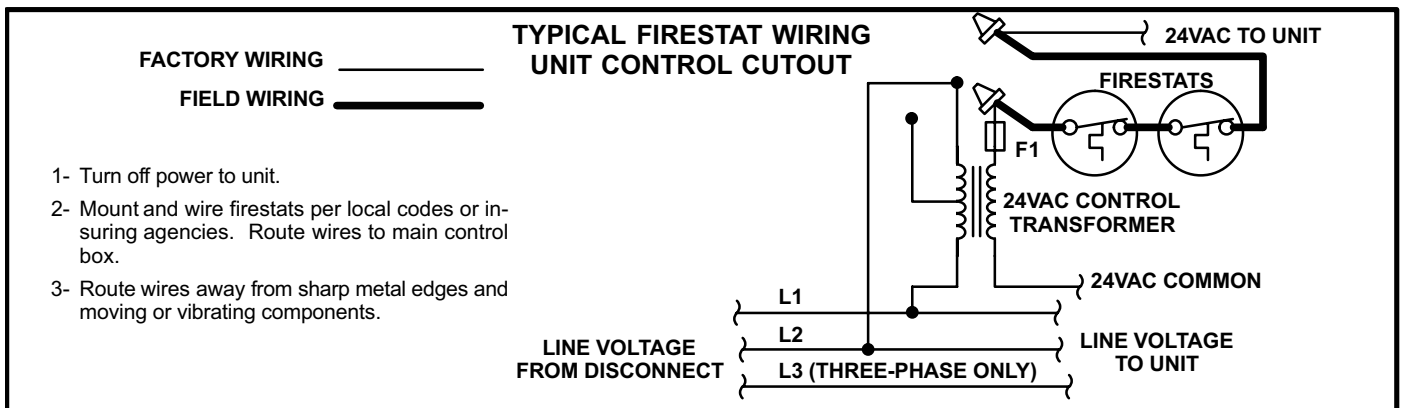 TYPICAL FIRESTAT WIRING
UNIT CONTROL CUTOUT
FACTORY WIRING
FIELD WIRING
1- Turn off power to unit.
2- Mount and wire firestats per local codes or in-
suring agencies. Route wires to main control
box.
3- Route wires away from sharp metal edges and
moving or vibrating components.
24VAC TO UNIT
FIRESTATS
F1
24VAC CONTROL
TRANSFORMER
24VAC COMMON
L1
L2
L3 (THREE-PHASE ONLY)
LINE VOLTAGE
FROM DISCONNECT
LINE VOLTAGE
TO UNIT